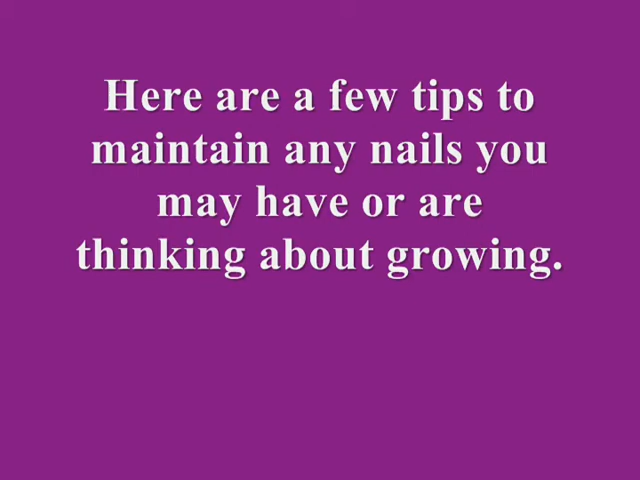 Here are a few tips to
maintain any nails you
may have or are
thinking about growing.